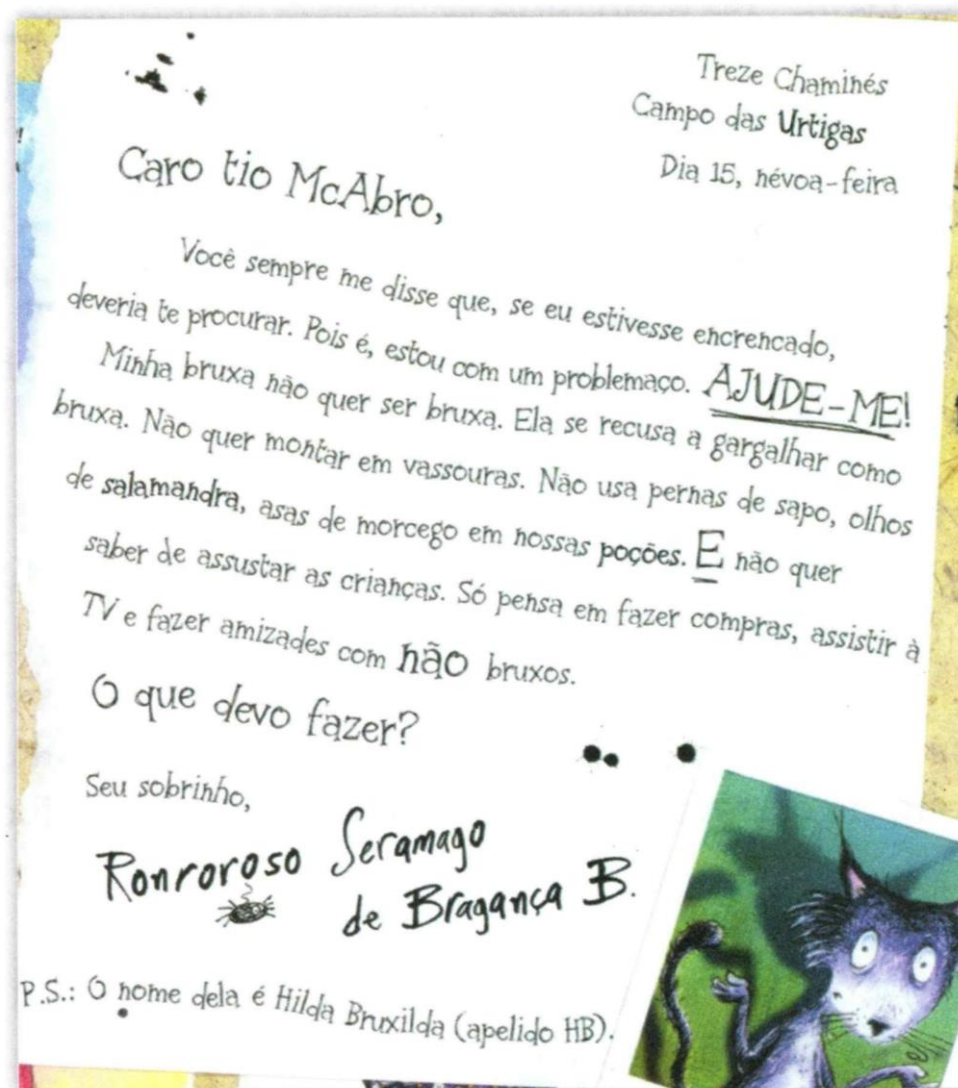 Treze Chaminés
Campo das Urtigas
Dia 15, névoa-feira
Caro tio McAbro,
Você sempre me disse que, se eu estivesse encrencado,
deveria te procurar. Pois é, estou com um problemaço. AJUDE-ME!
Minha bruxa não quer ser bruxa. Ela se recusa a gargalhar como
bruxa. Não quer montar em vassouras. Não usa pernas de sapo, olhos
de salamandra, asas de morcego em nossas poções. E não quer
saber de assustar as crianças. Só pensa em fazer compras, assistir à
TV e fazer amizades com não bruxos.
O que devo fazer?
Seu sobrinho,
Ronroroso Seramago
de Bragança B.
P.S.: O nome dela é Hilda Bruxilda (apelido HB).